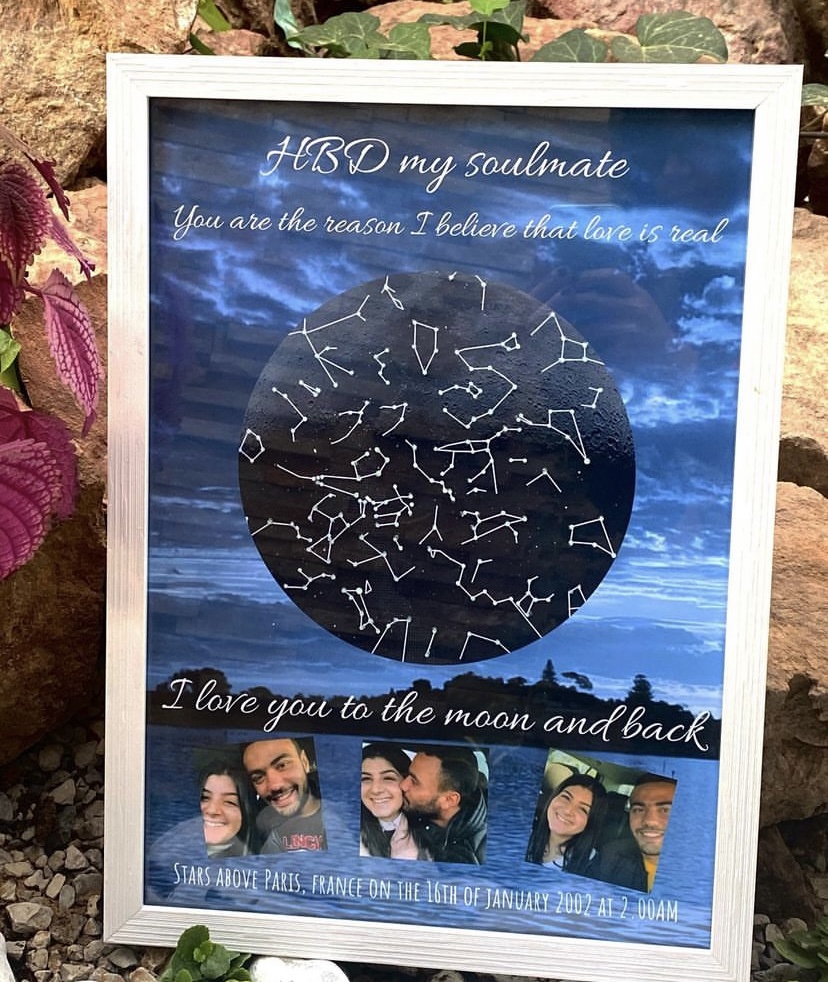 HBD my soulmate
You are the reason I believe that love is real
I love you to the moon and back
LINCH
STARS ABOVE PARIS, FRANCE ON THE 16TH OF JANUARY 2002 AT 2.00AM